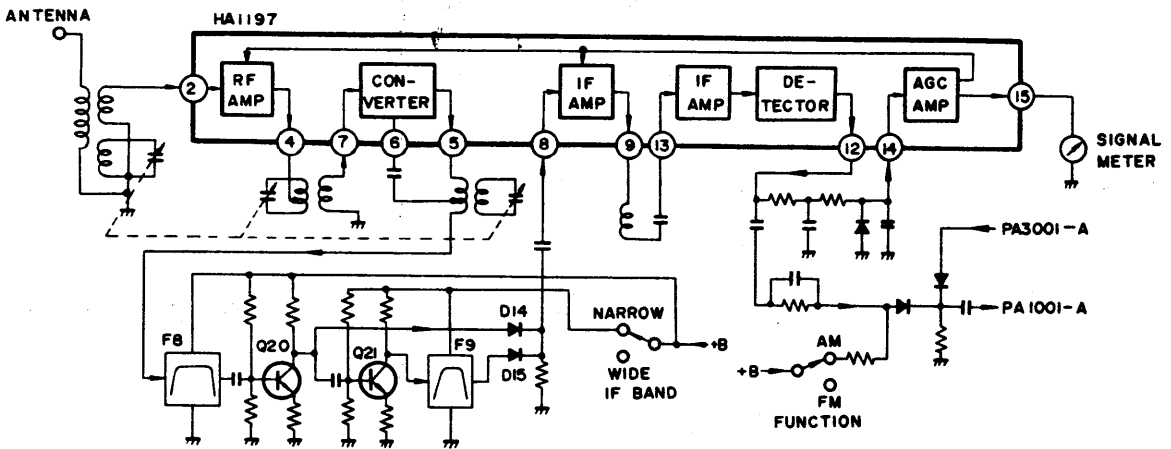 ANTENNA
HA1197
2
RF
AMP
CON-
VERTER
IF
AMP
IF
AMP
DE-
TECTOR
AGC
AMP
15
4
7
6
5
8
9
13
12
14
SIGNAL
METER
PA3001-A
PA1001-A
F8
Q20
Q21
F9
D14
D15
NARROW
WIDE
IF BAND
+B
+B
AM
FM
FUNCTION